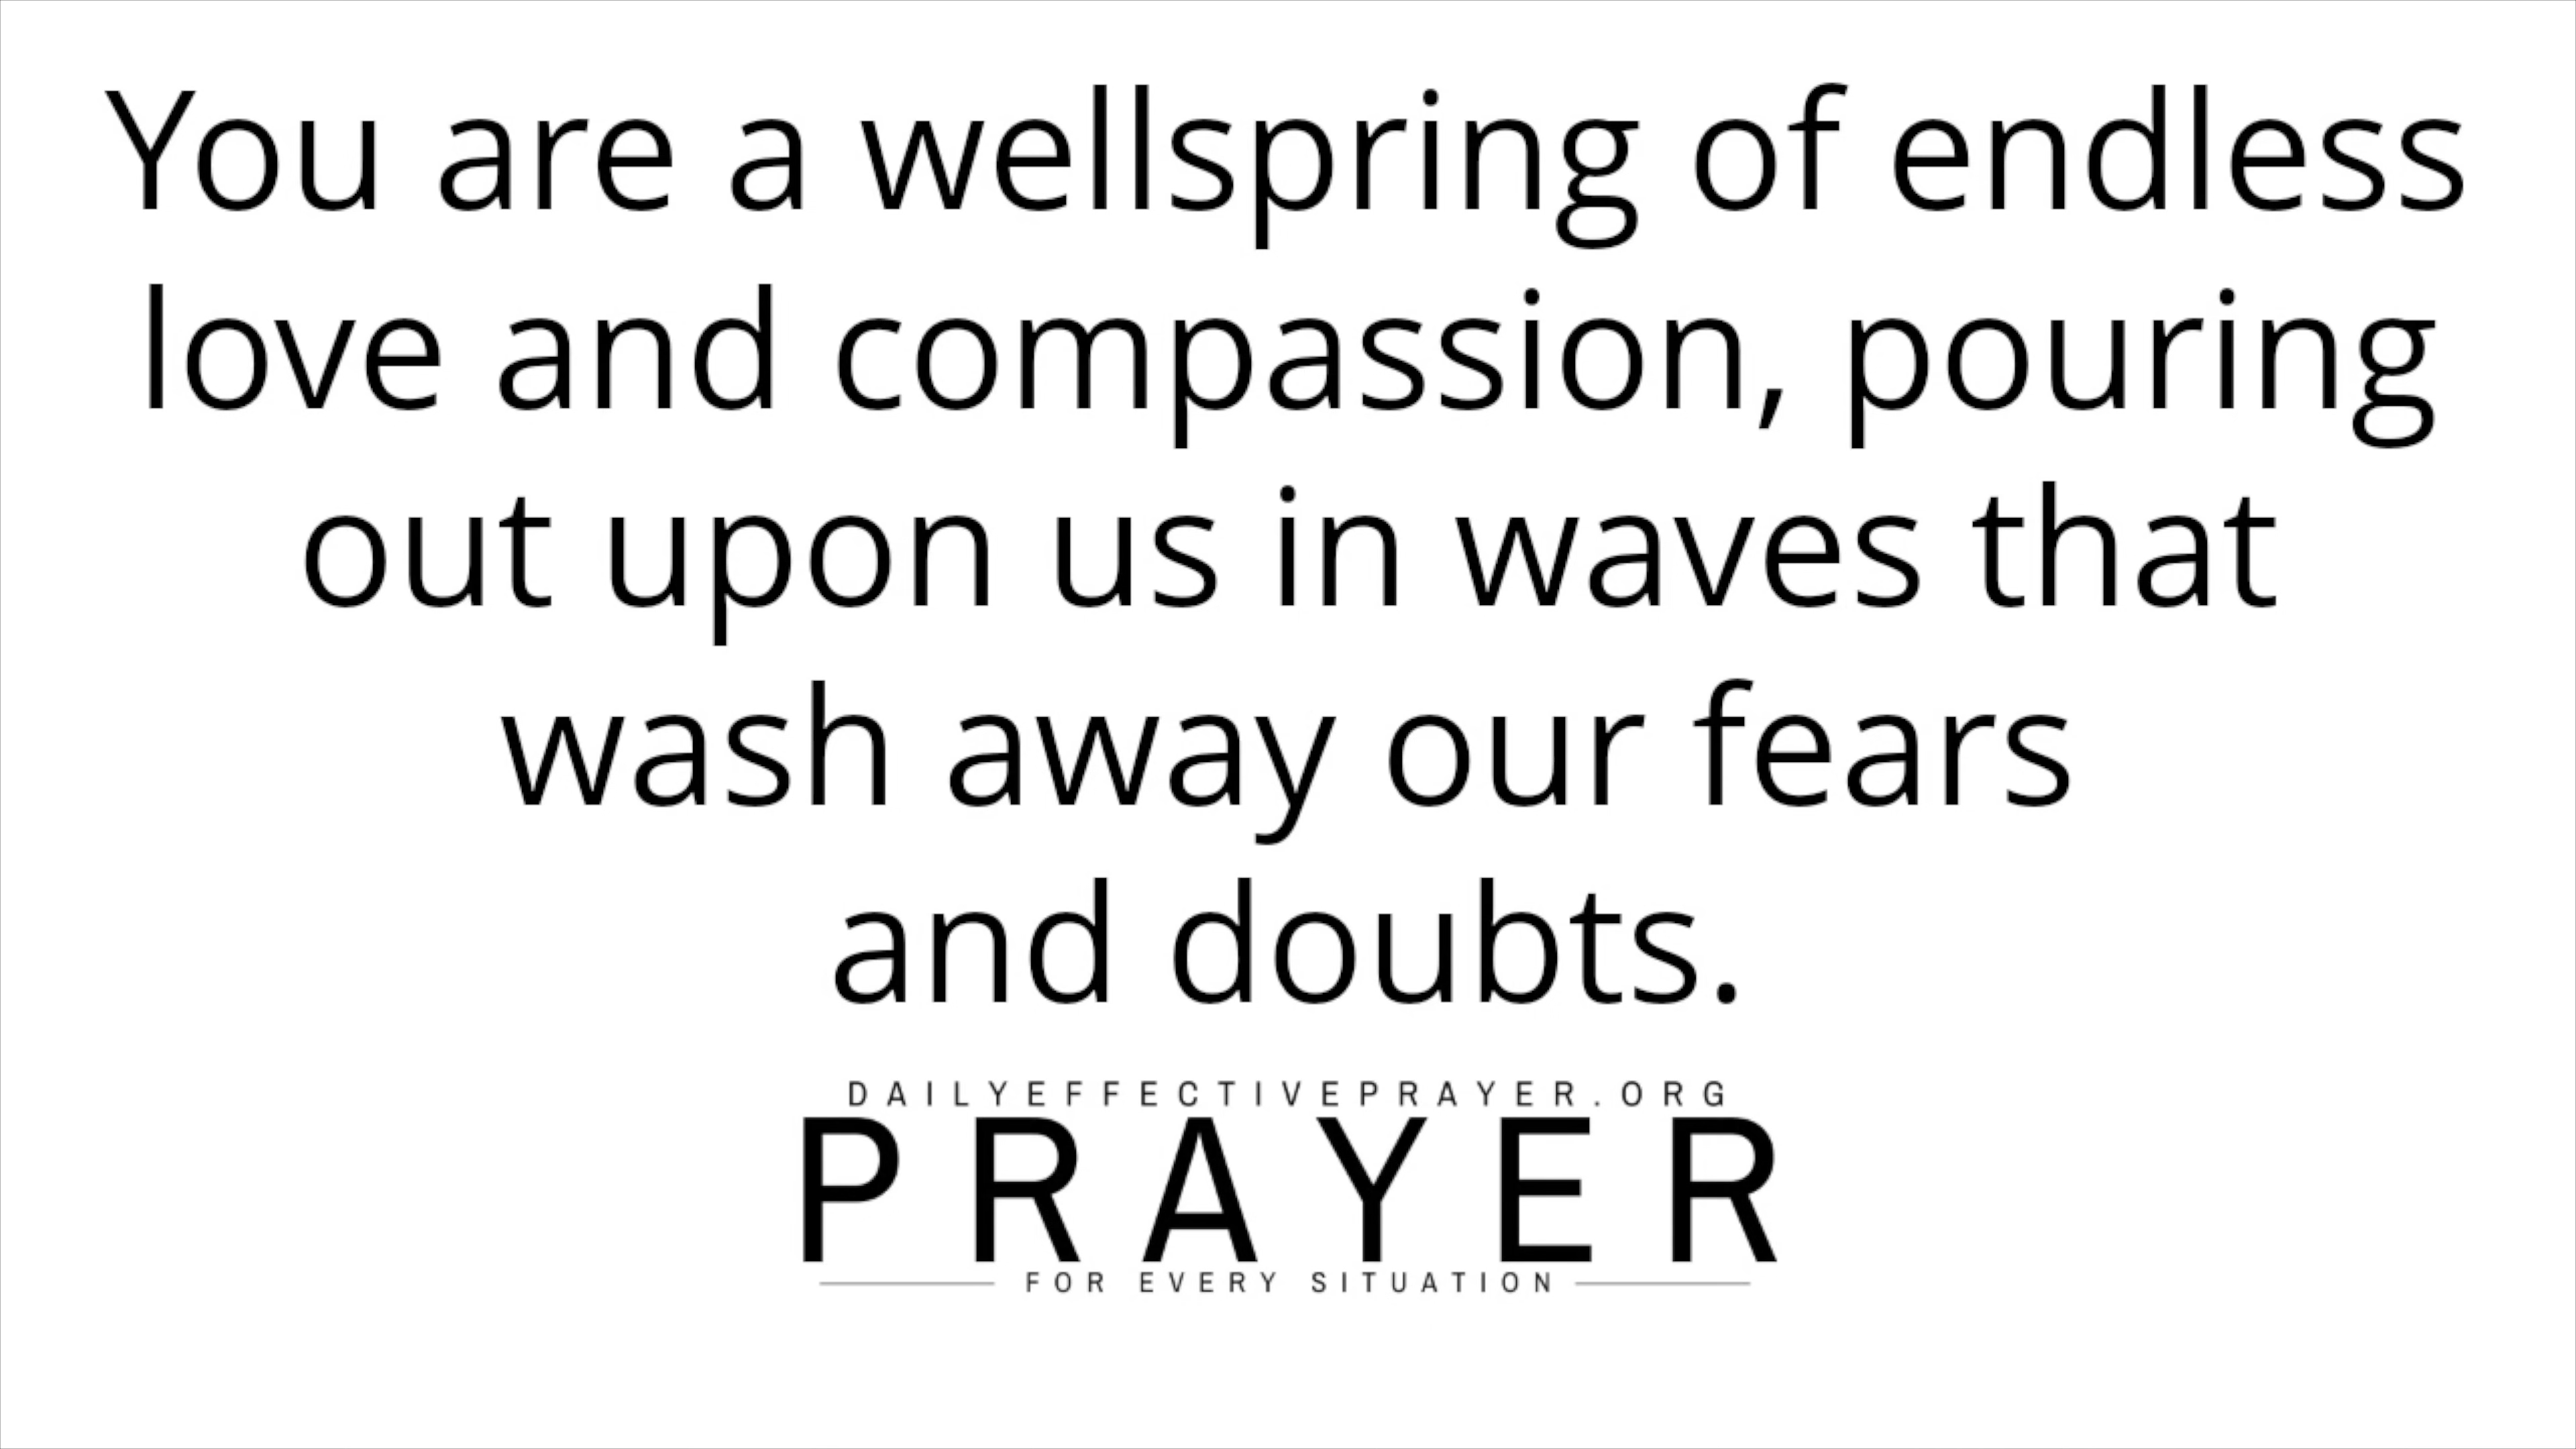 You are a wellspring of endless
love and compassion, pouring
out upon us in waves that
wash away our fears
and doubts.
DAILYEFFECTIVEPRAYER.ORG
PRAYER
FOR EVERY SITUATION